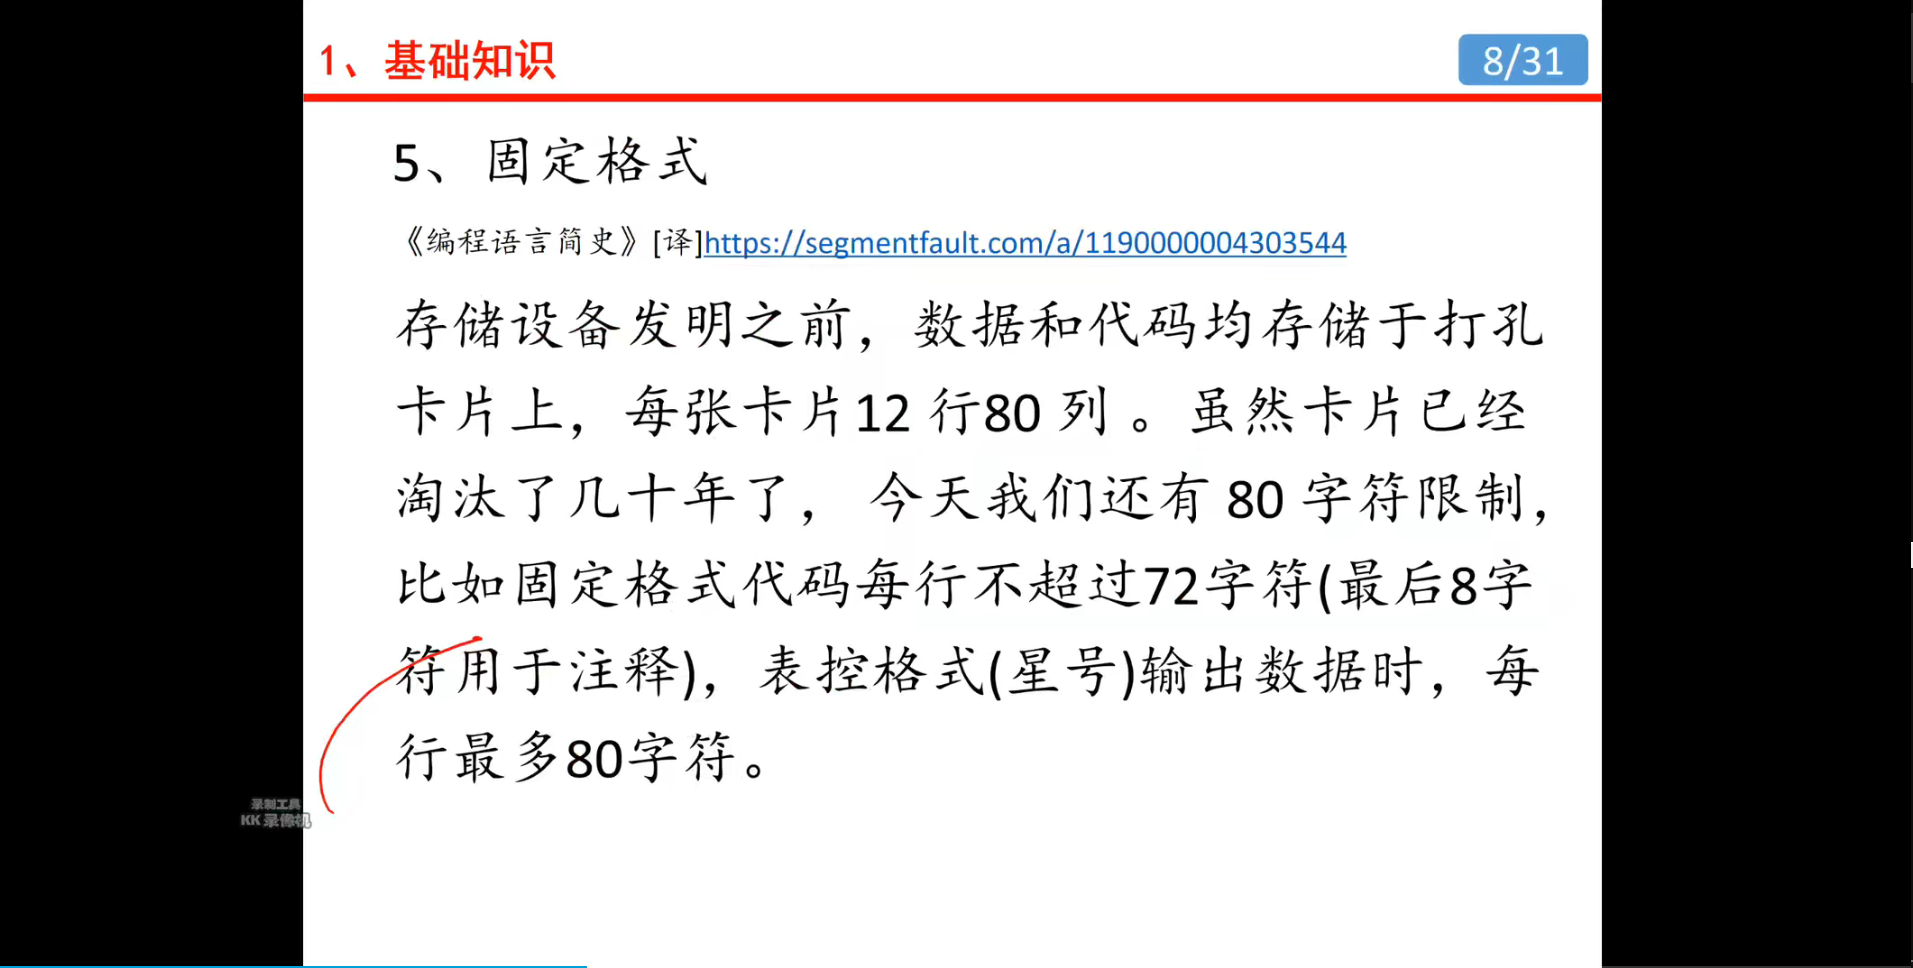 1、基础知识
8/31
5、固定格式
《编程语言简史》[译]https://segmentfault.com/a/1190000004303544
存储设备发明之前，数据和代码均存储于打孔
卡片上，每张卡片12 行80 列 。虽然卡片已经
淘汰了几十年了， 今天我们还有 80 字符限制，
比如固定格式代码每行不超过72字符(最后8字
符用于注释)，表控格式(星号)输出数据时，每
行最多80字符。
录制工具
KK 录像机